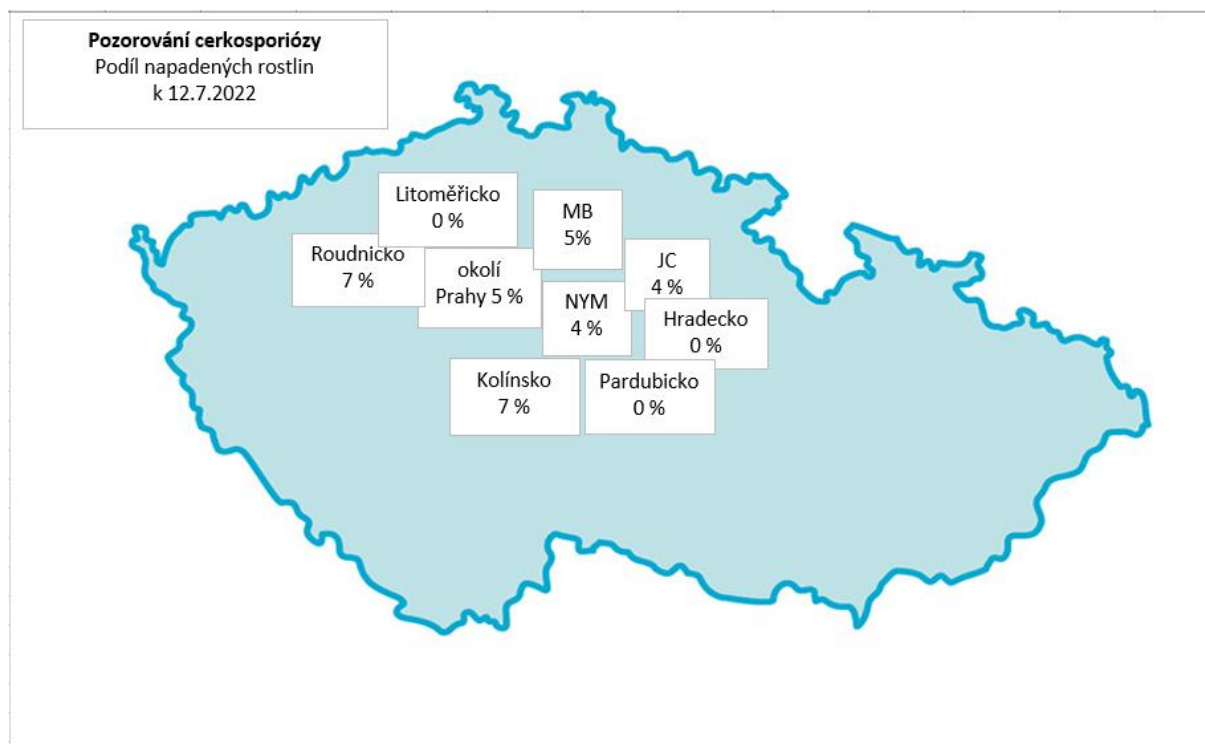 Pozorování cerkosporiózy
Podíl napadených rostlin
k 12.7.2022
Litoměřicko
0 %
MB
5%
Roudnicko
7 %
okolí
Prahy 5 %
JC
4 %
NYM
4 %
Hradecko
0 %
Kolínsko
7 %
Pardubicko
0 %